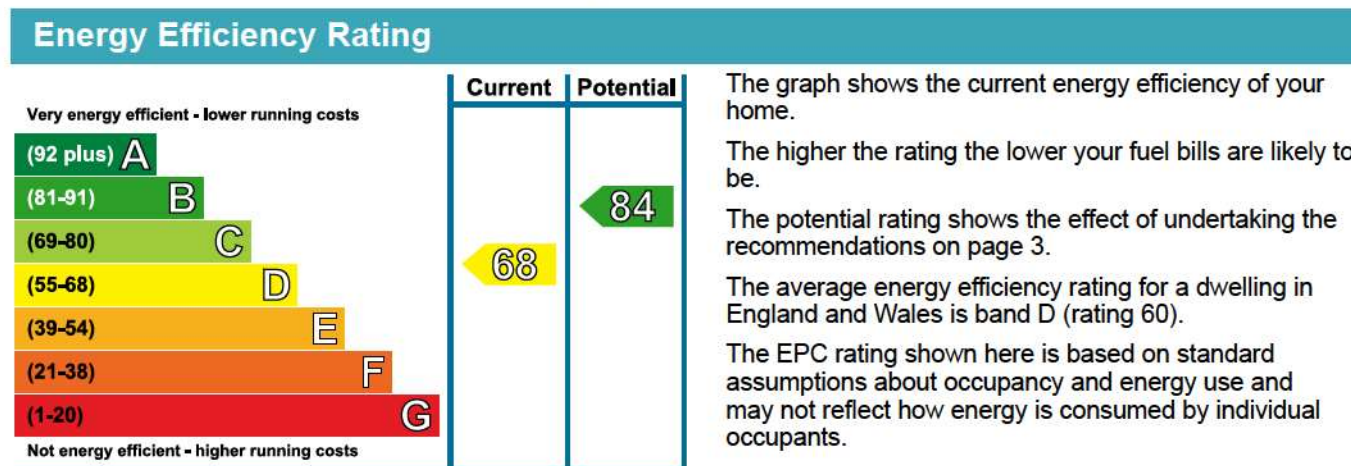 Energy Efficiency Rating
Current Potential
Very energy efficient - lower running costs
(92 plus) A
(81-91) B
84
(69-80) C
68
(55-68) D
(39-54) E
(21-38) F
(1-20) G
Not energy efficient - higher running costs
The graph shows the current energy efficiency of your
home.
The higher the rating the lower your fuel bills are likely to
be.
The potential rating shows the effect of undertaking the
recommendations on page 3.
The average energy efficiency rating for a dwelling in
England and Wales is band D (rating 60).
The EPC rating shown here is based on standard
assumptions about occupancy and energy use and
may not reflect how energy is consumed by individual
occupants.